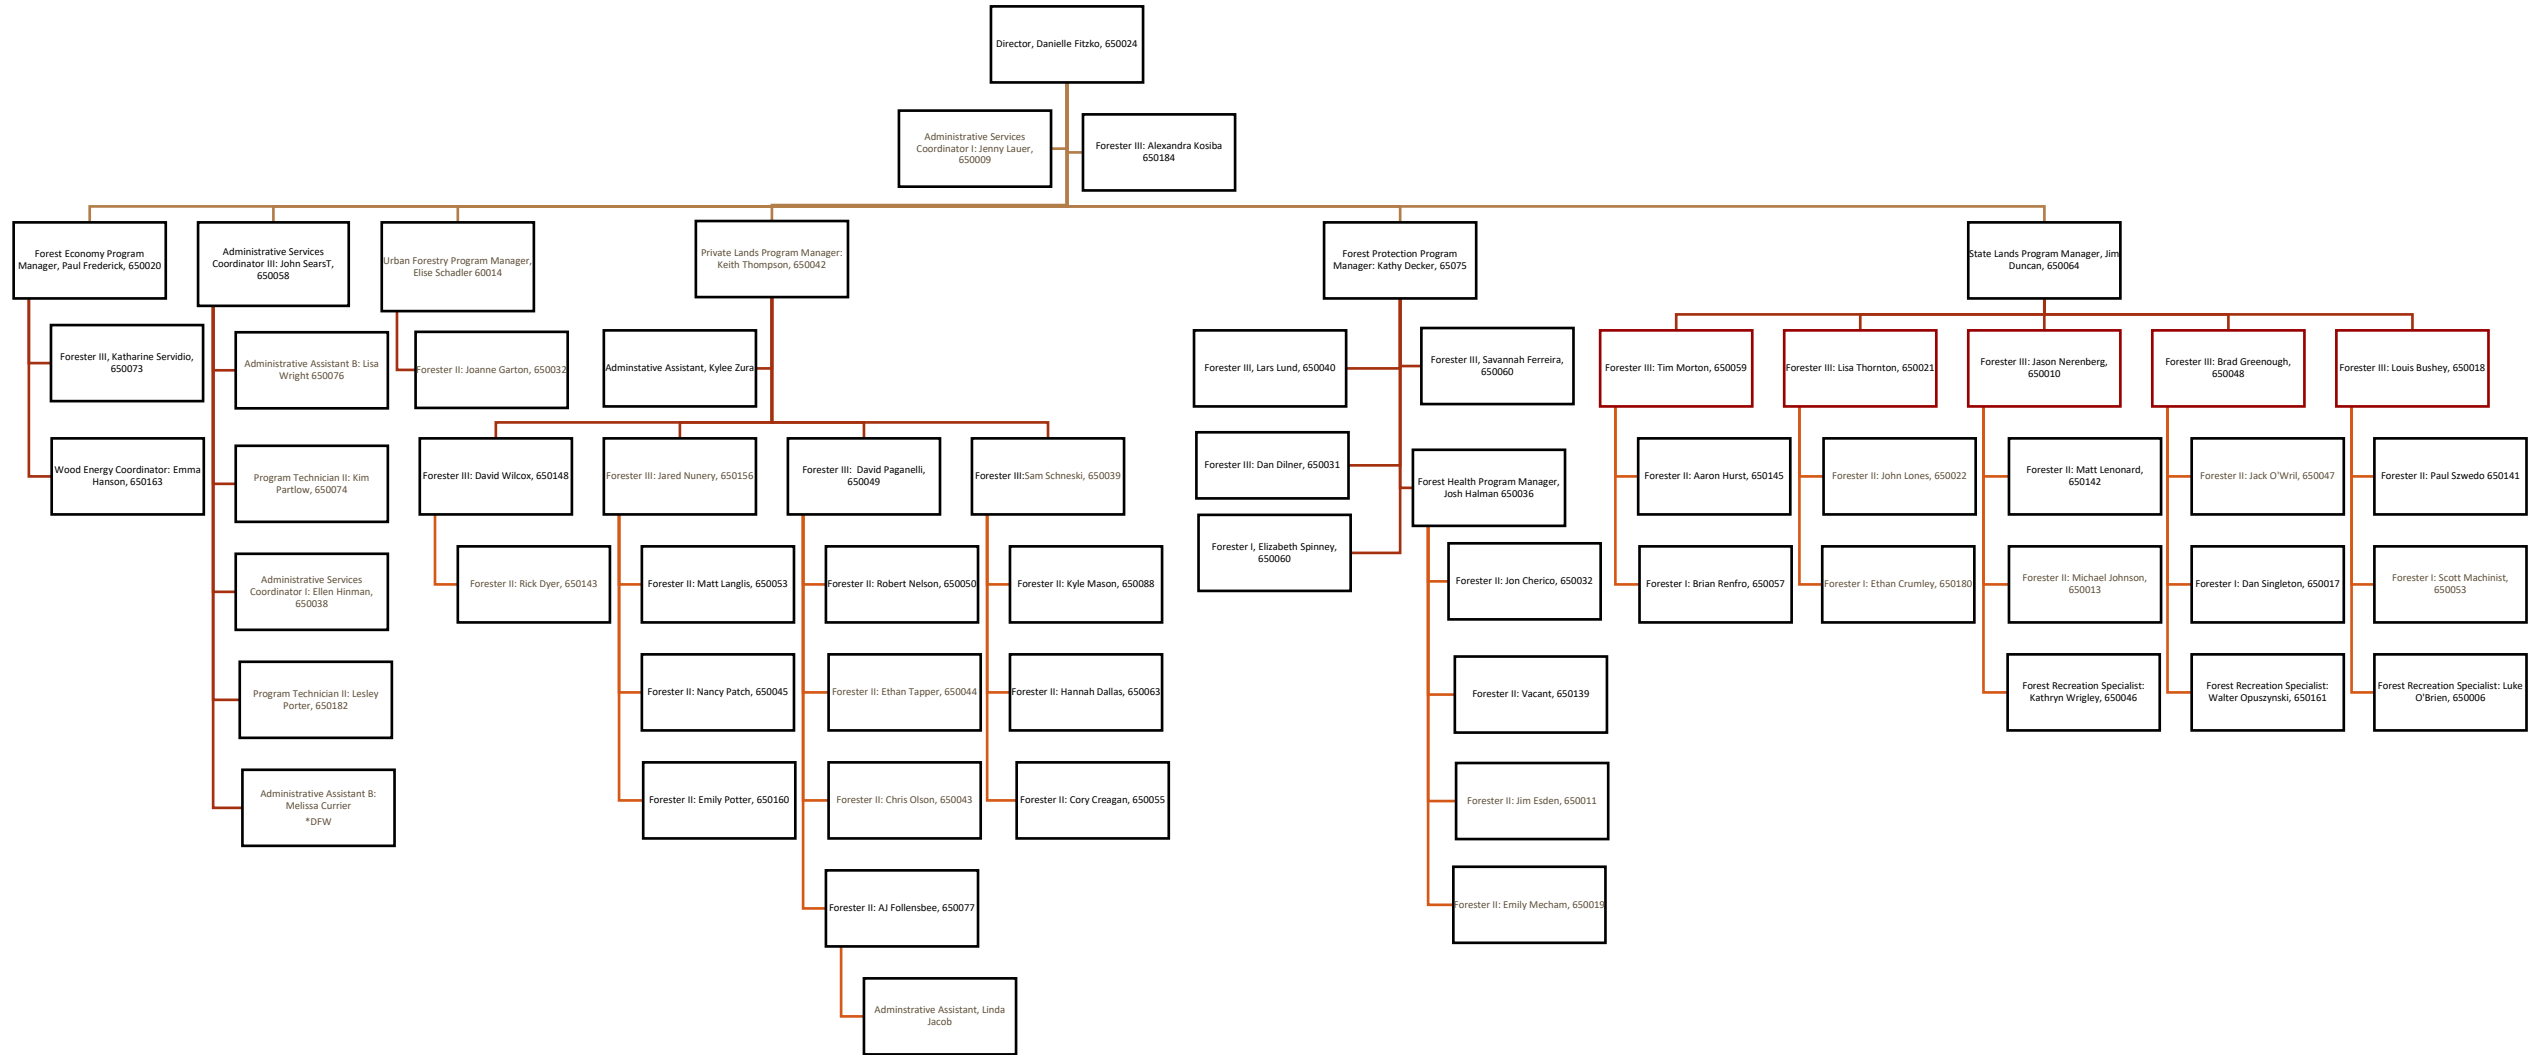 Director, Danielle Fitzko, 650024
Administrative Services
Coordinator I: Jenny Lauer,
650009
Forester III: Alexandra Kosiba
650184
Forest Economy Program
Manager, Paul Frederick, 650020
Administrative Services
Coordinator III: John SearsT,
650058
Urban Forestry Program Manager,
Elise Schadler 60014
Private Lands Program Manager:
Keith Thompson, 650042
Forest Protection Program
Manager: Kathy Decker, 65075
State Lands Program Manager, Jim
Duncan, 650064
Forester III, Katharine Servidio,
650073
Wood Energy Coordinator: Emma
Hanson, 650163
Administrative Assistant B: Lisa
Wright 650076
Program Technician II: Kim
Partlow, 650074
Administrative Services
Coordinator I: Ellen Hinman,
650038
Program Technician II: Lesley
Porter, 650182
Administrative Assistant B:
Melissa Currier
*DFW
Forester II: Joanne Garton, 650032
Adminstative Assistant, Kylee Zura
Forester III: David Wilcox, 650148
Forester II: Rick Dyer, 650143
Forester III: Jared Nunery, 650156
Forester II: Matt Langlis, 650053
Forester II: Nancy Patch, 650045
Forester II: Emily Potter, 650160
Forester III:  David Paganelli,
650049
Forester II: Robert Nelson, 650050
Forester II: Ethan Tapper, 650044
Forester II: Chris Olson, 650043
Forester II: AJ Follensbee, 650077
Adminstrative Assistant, Linda
Jacob
Forester III:Sam Schneski, 650039
Forester II: Kyle Mason, 650088
Forester II: Hannah Dallas, 650063
Forester II: Cory Creagan, 650055
Forester III, Lars Lund, 650040
Forester III, Savannah Ferreira,
650060
Forester III: Dan Dilner, 650031
Forest Health Program Manager,
Josh Halman 650036
Forester I, Elizabeth Spinney,
650060
Forester II: Jon Cherico, 650032
Forester II: Vacant, 650139
Forester II: Jim Esden, 650011
Forester II: Emily Mecham, 650019
Forester III: Tim Morton, 650059
Forester II: Aaron Hurst, 650145
Forester I: Brian Renfro, 650057
Forester III: Lisa Thornton, 650021
Forester II: John Lones, 650022
Forester I: Ethan Crumley, 650180
Forester III: Jason Nerenberg,
650010
Forester II: Matt Lenonard,
650142
Forester II: Michael Johnson,
650013
Forest Recreation Specialist:
Kathryn Wrigley, 650046
Forester III: Brad Greenough,
650048
Forester II: Jack O'Wril, 650047
Forester I: Dan Singleton, 650017
Forest Recreation Specialist:
Walter Opuszynski, 650161
Forester III: Louis Bushey, 650018
Forester II: Paul Szwedo 650141
Forester I: Scott Machinist,
650053
Forest Recreation Specialist: Luke
O'Brien, 650006